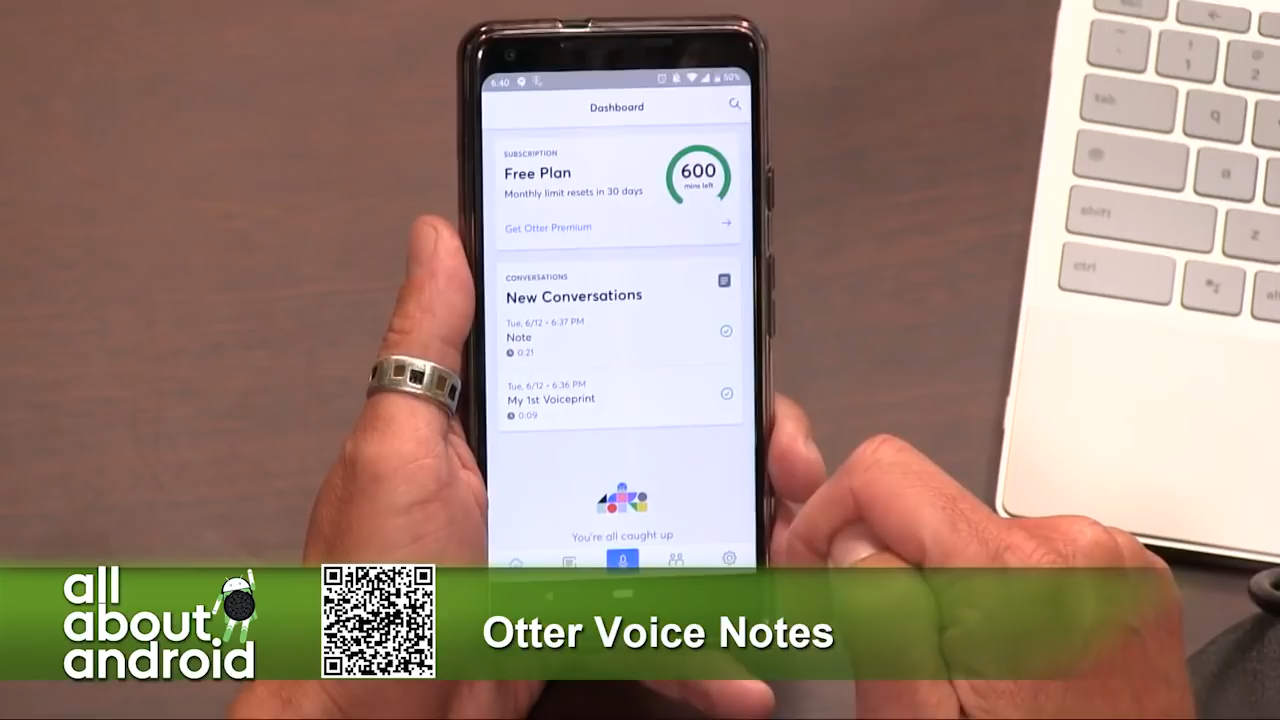 6:40
50%
Dashboard
SUBSCRIPTION
Free Plan
Monthly limit resets in 30 days
600
mins left
Get Otter Premium
CONVERSATIONS
New Conversations
Tue, 6/12 • 6:37 PM
Note
0:21
Tue, 6/12 • 6:36 PM
My 1st Voiceprint
0:09
You're all caught up
!
1
@
2
tab
q
a
shift
z
ctrl
all
about
android
Otter Voice Notes